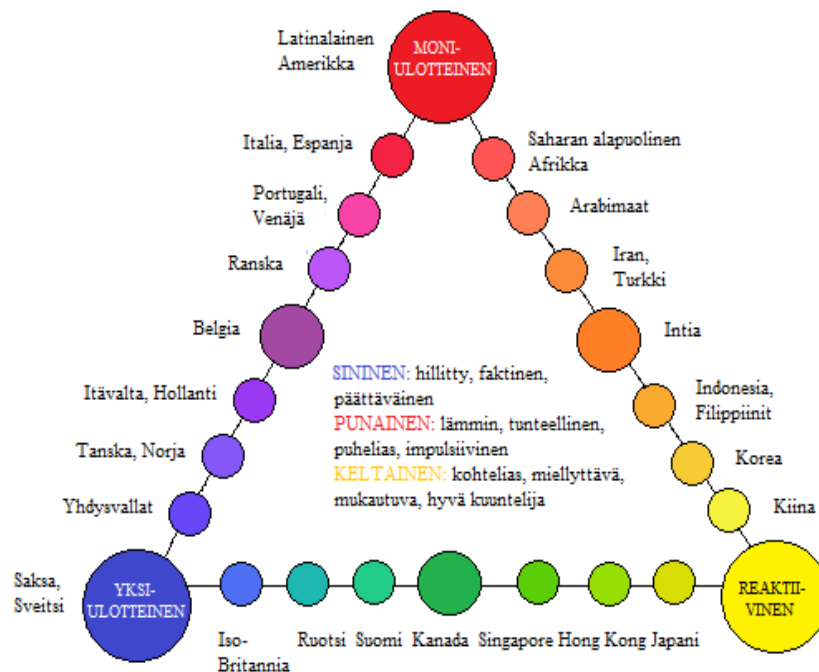 Latinalainen
Amerikka
MONI-
ULOTTEINEN
Italia, Espanja
Saharan alapuolinen
Afrikka
Portugali,
Venäjä
Arabimaat
Ranska
Iran,
Turkki
Belgia
Intia
SININEN: hillitty, faktinen,
päättäväinen
PUNAINEN: lämmin, tunteellinen,
puhelias, impulsiivinen
KELTAINEN: kohtelias, miellyttävä,
mukautuva, hyvä kuuntelija
Itävalta, Hollanti
Indonesia,
Filippiinit
Tanska, Norja
Korea
Yhdysvallat
Kiina
Saksa,
Sveitsi
YKSI-
ULOTTEINEN
REAKTII-
VINEN
Iso-
Britannia
Ruotsi
Suomi
Kanada
Singapore
Hong Kong
Japani